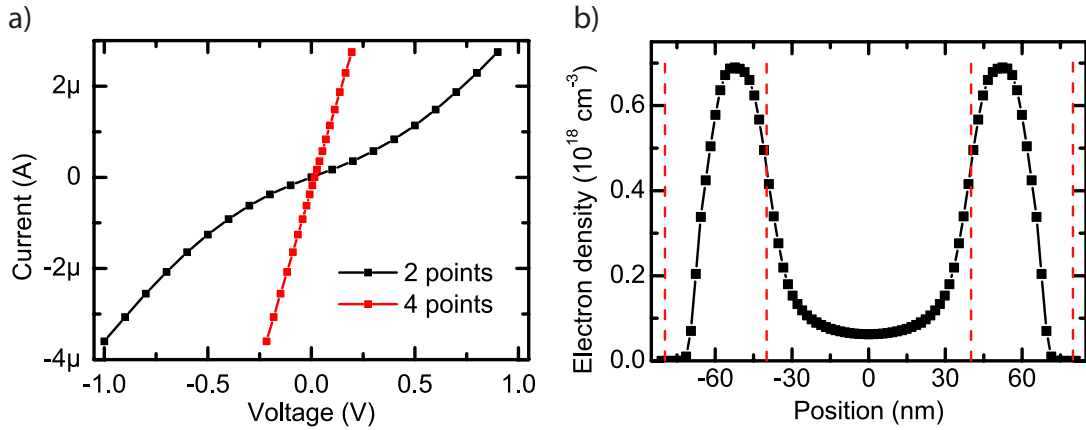 a)
2μ
0
-2μ
-4μ
Current (A)
-1.0 -0.5 0.0 0.5 1.0
Voltage (V)
2 points
4 points
b)
0.6
0.4
0.2
0.0
Electron density (10¹⁸ cm⁻³)
-60 -30 0 30 60
Position (nm)